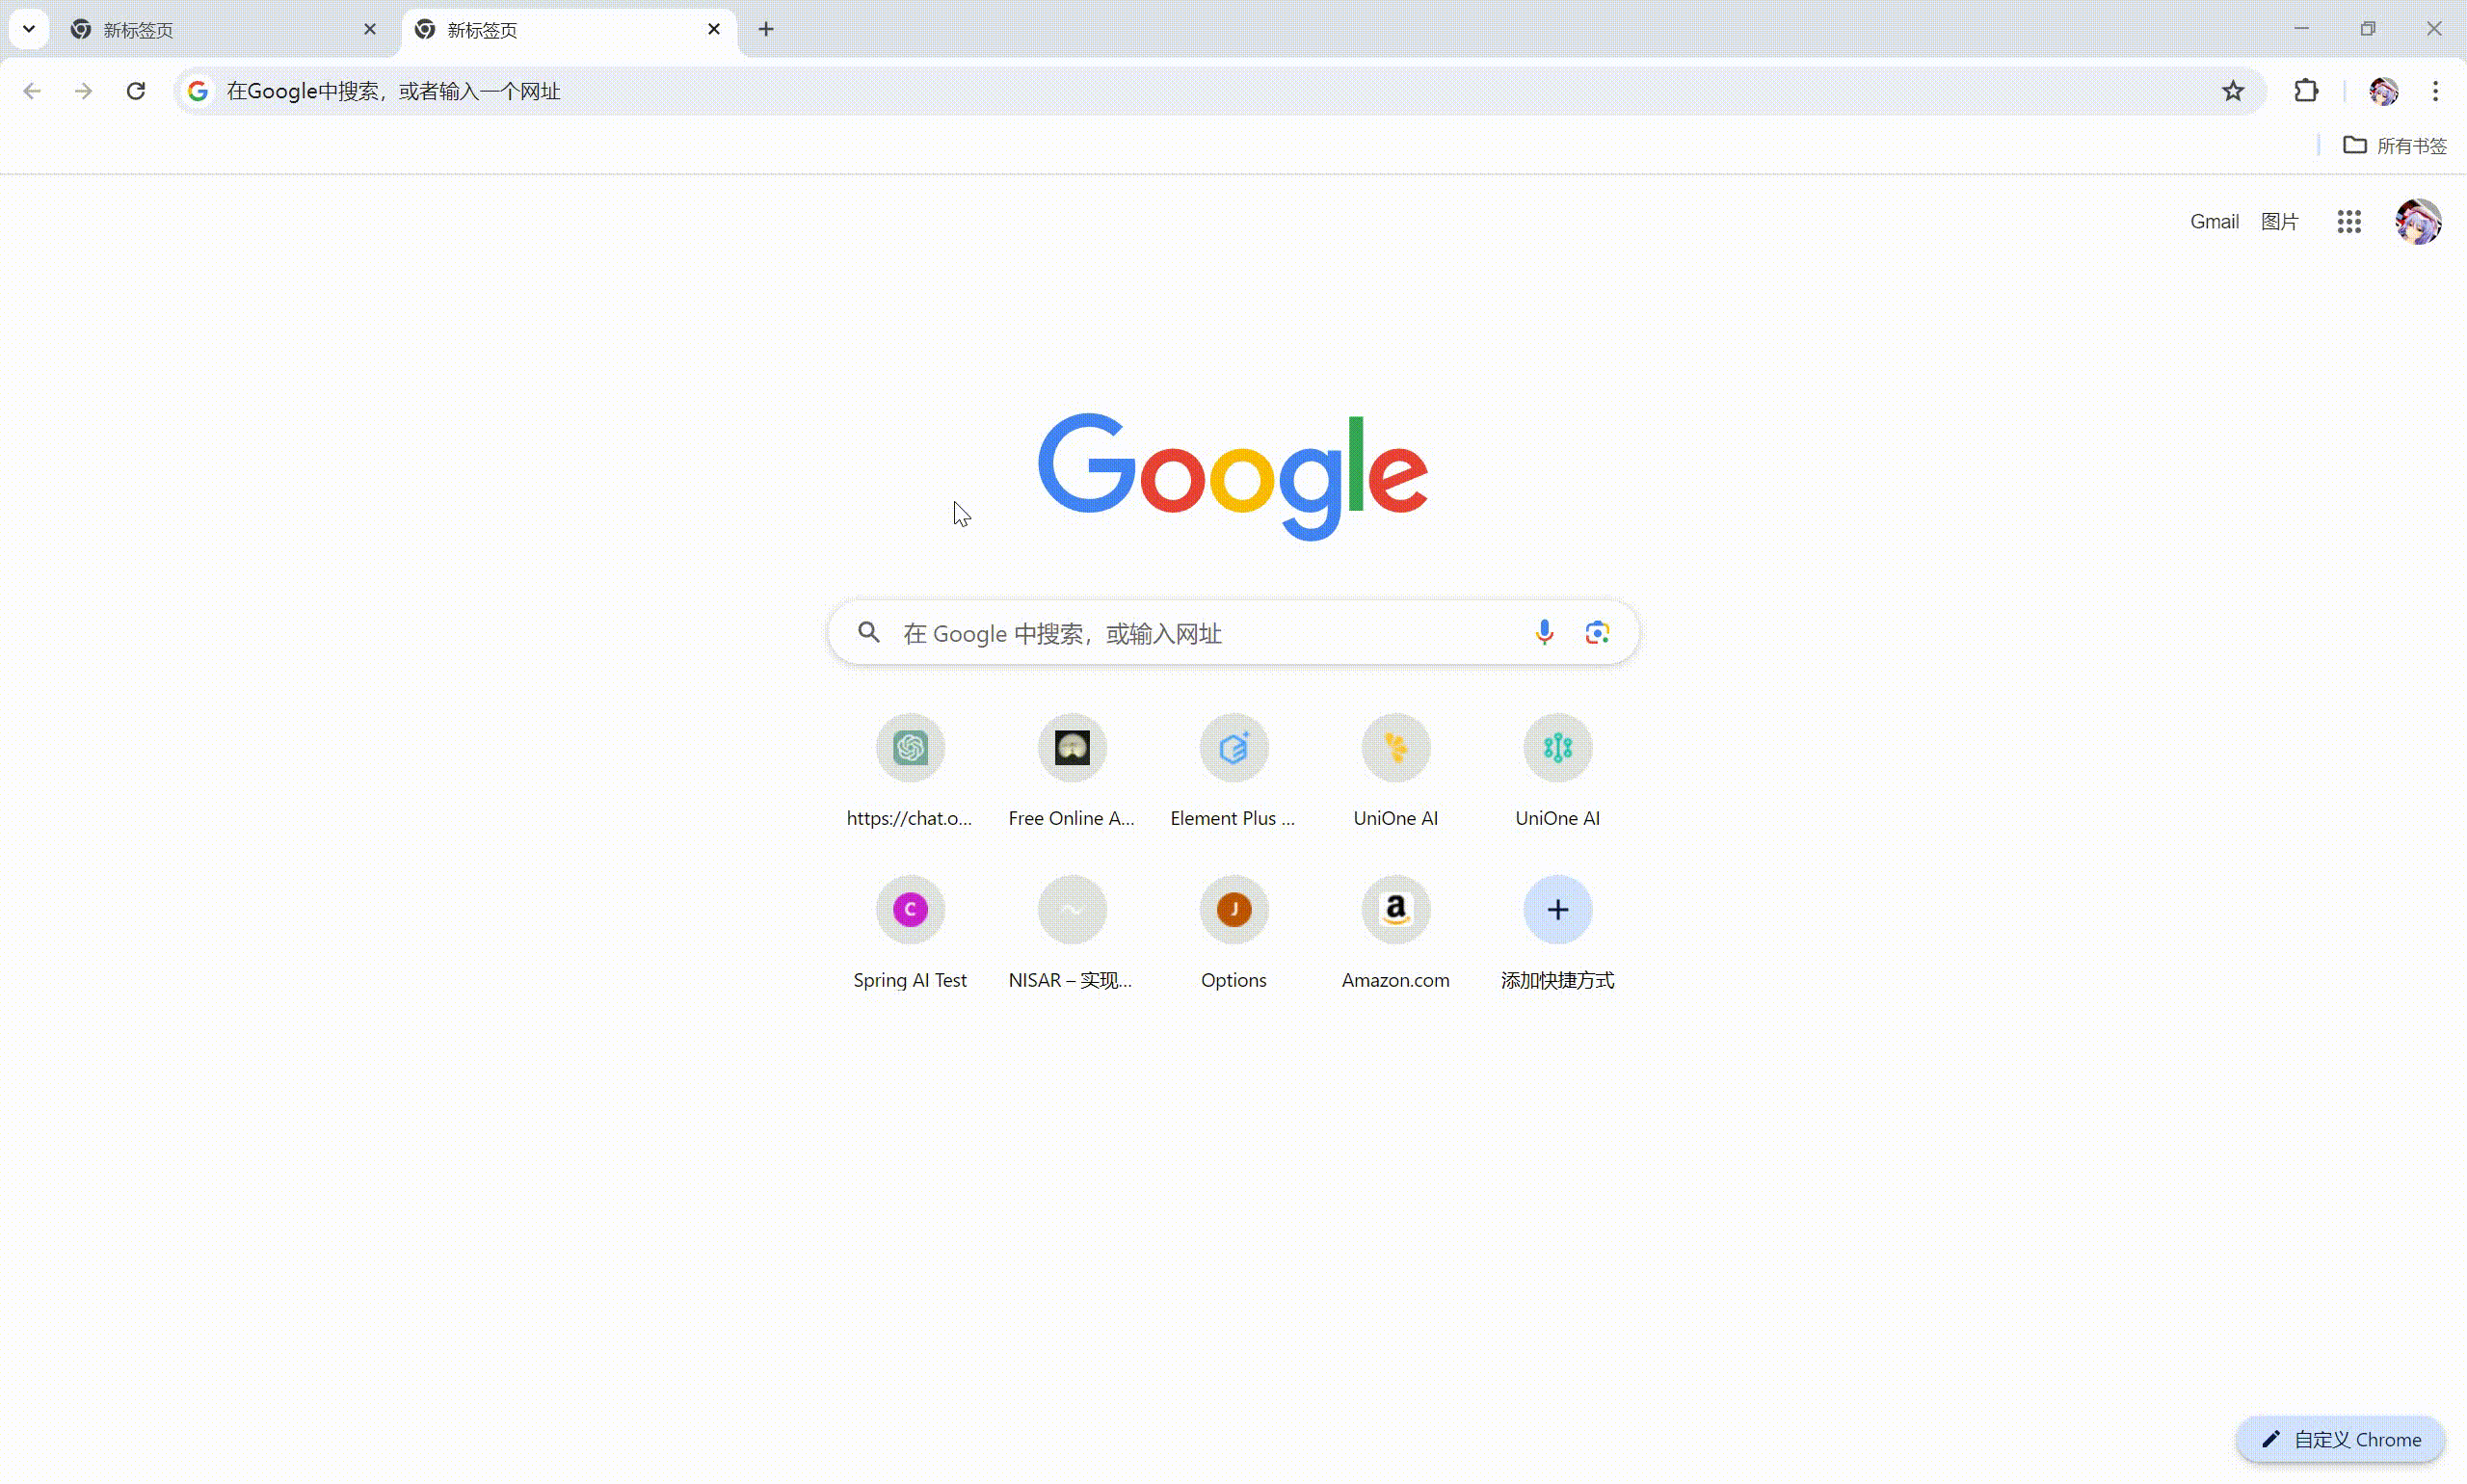 新标签页
新标签页
在Google中搜索，或者输入一个网址
所有书签
Gmail 图片
Google
在 Google 中搜索，或输入网址
https://chat.o... Free Online A... Element Plus ... UniOne AI UniOne AI
C J a
Spring AI Test NISAR – 实现... Options Amazon.com 添加快捷方式
自定义 Chrome